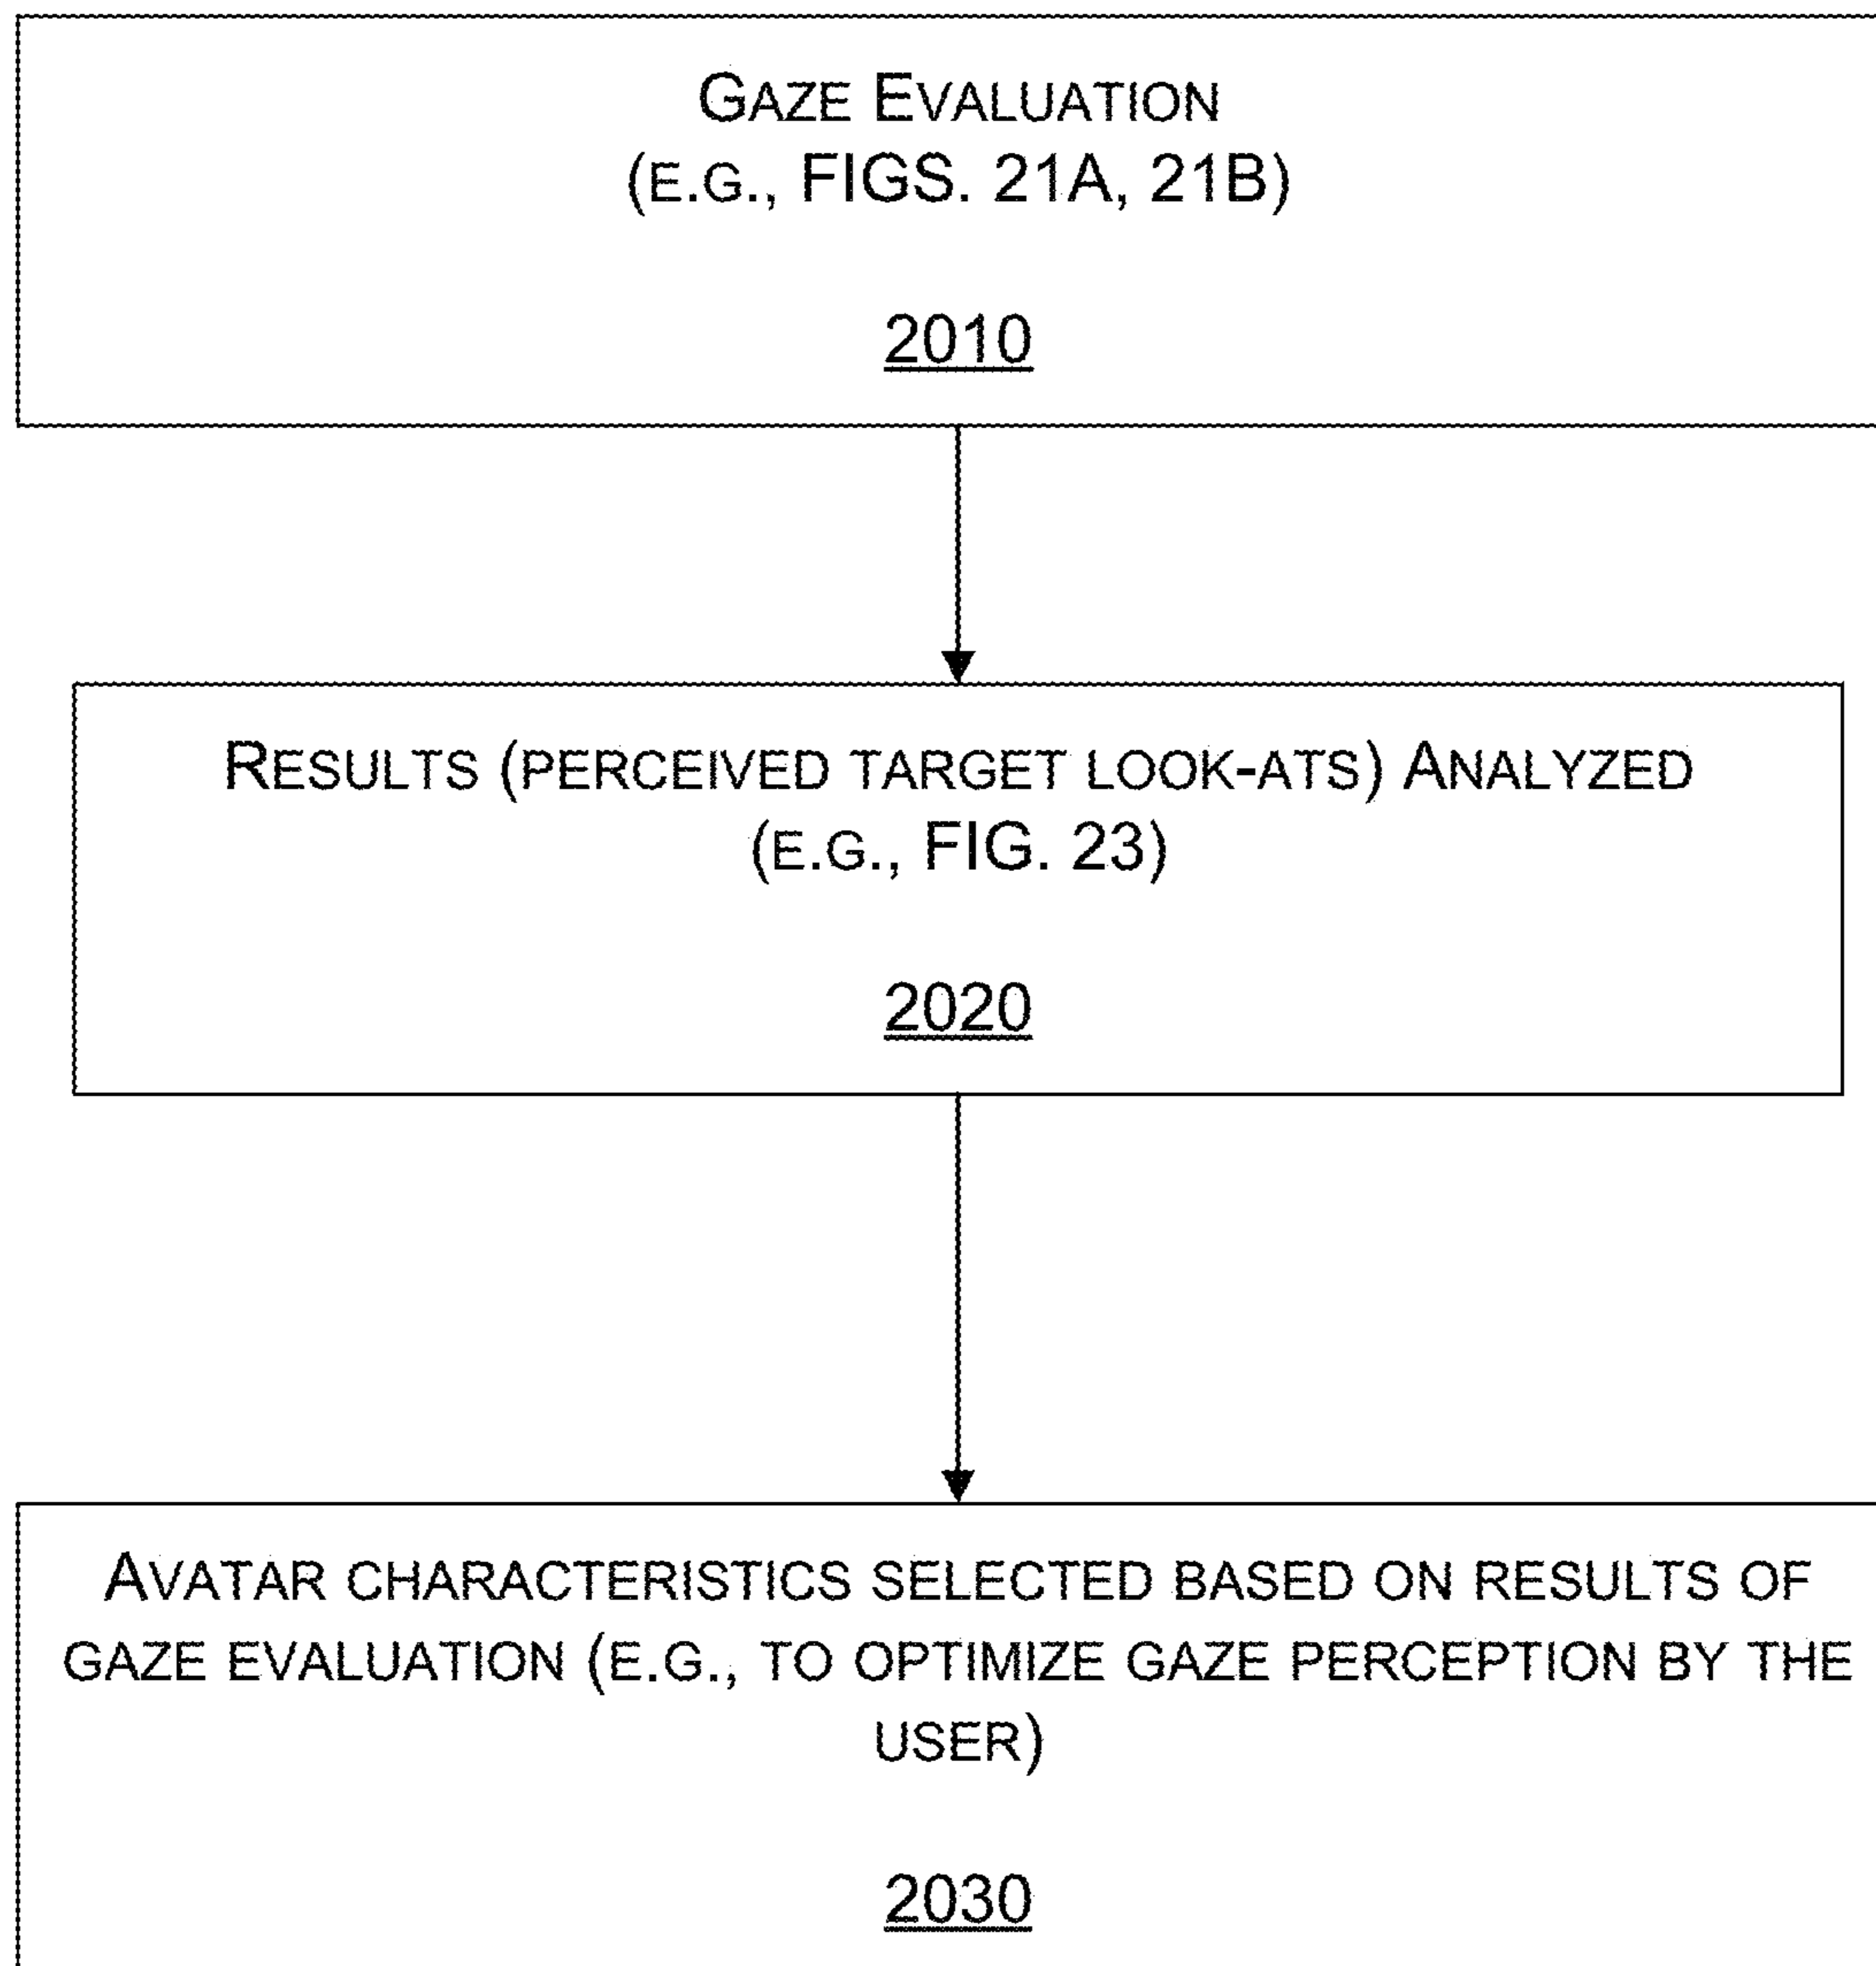 GAZE EVALUATION
(E.G., FIGS. 21A, 21B)
2010
RESULTS (PERCEIVED TARGET LOOK-ATS) ANALYZED
(E.G., FIG. 23)
2020
AVATAR CHARACTERISTICS SELECTED BASED ON RESULTS OF
GAZE EVALUATION (E.G., TO OPTIMIZE GAZE PERCEPTION BY THE
USER)
2030